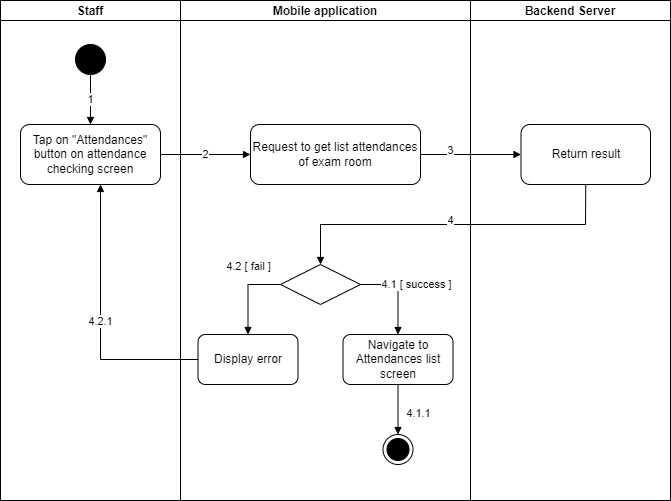 Staff
Mobile application
Backend Server
1
Tap on "Attendances"
button on attendance
checking screen
2
Request to get list attendances
of exam room
3
Return result
4
4.2 [ fail ]
4.1 [ success ]
4.2.1
Display error
Navigate to
Attendances list
screen
4.1.1